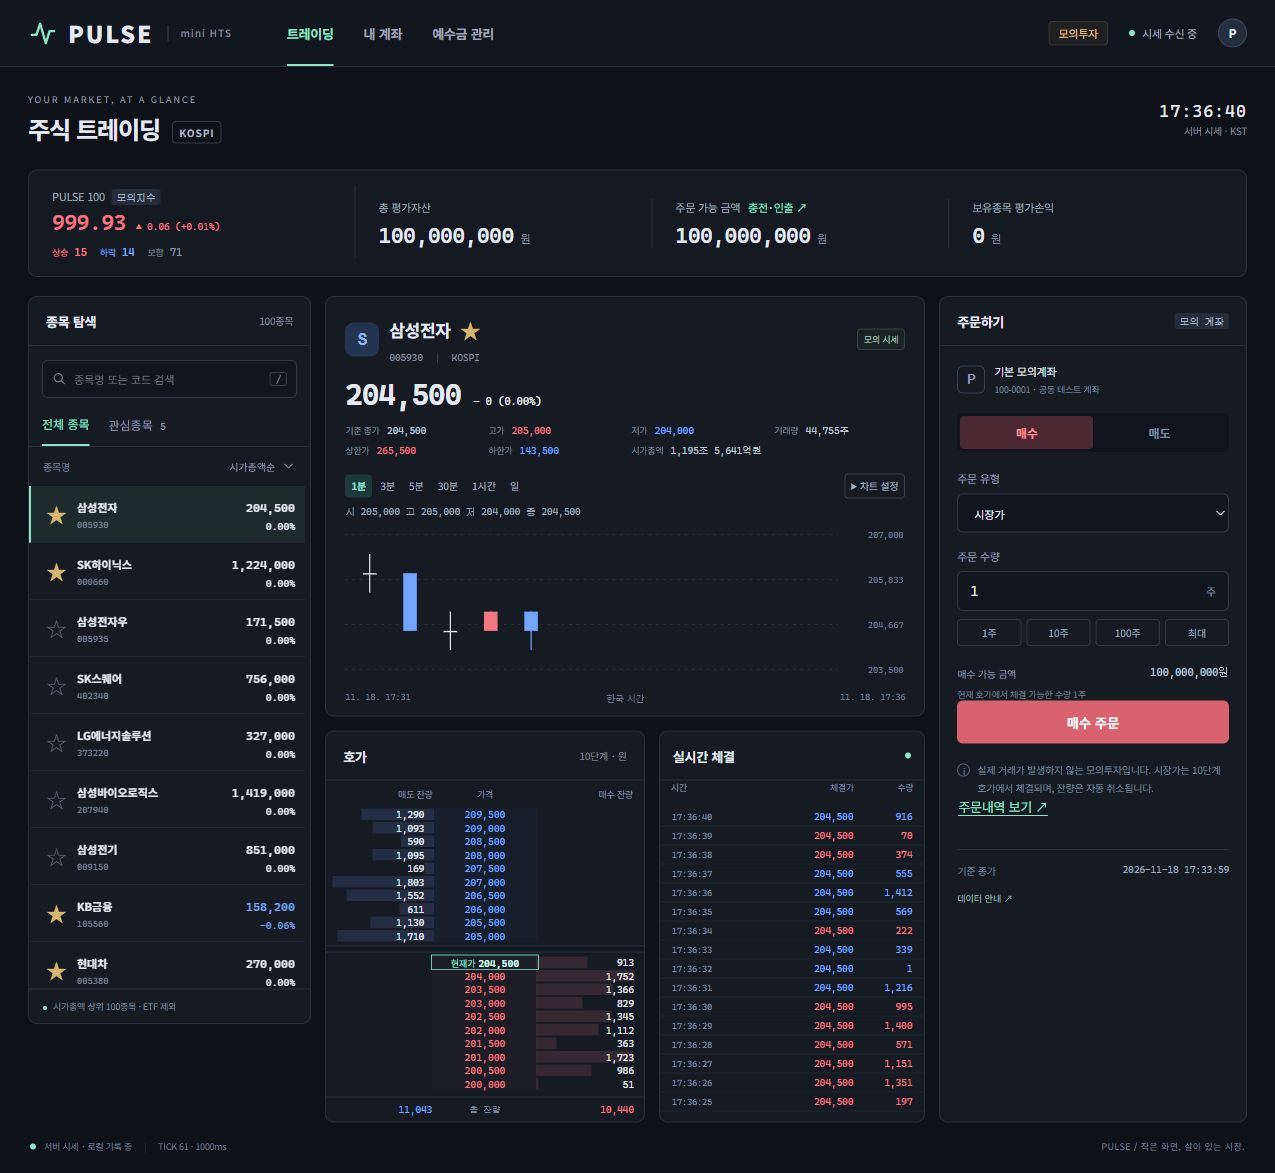 PULSE mini HTS 트레이딩 내 계좌 예수금 관리 모의투자 시세 수신 중 P
YOUR MARKET, AT A GLANCE
주식 트레이딩 KOSPI
17:36:40
서버 시세 · KST
PULSE 100 모의지수
999.93 ▲ 0.06 (+0.01%)
상승 15 하락 14 보합 71
총 평가자산
100,000,000 원
주문 가능 금액 충전·인출 ↗
100,000,000 원
보유종목 평가손익
0 원
종목 탐색 100종목
종목명 또는 코드 검색 /
전체 종목 관심종목 5
종목명 시가총액순
삼성전자 204,500
005930 0.00%
SK하이닉스 1,224,000
000660 0.00%
삼성전자우 171,500
005935 0.00%
SK스퀘어 756,000
402340 0.00%
LG에너지솔루션 327,000
373220 0.00%
삼성바이오로직스 1,419,000
207940 0.00%
삼성전기 851,000
009150 0.00%
KB금융 158,200
105560 −0.06%
현대차 270,000
005380 0.00%
시가총액 상위 100종목 · ETF 제외
S 삼성전자 ★
005930 | KOSPI
모의 시세
204,500 − 0 (0.00%)
기준 종가 204,500 고가 205,000 저가 204,000 거래량 44,755주
상한가 265,500 하한가 143,500 시가총액 1,195조 5,641억원
1분 3분 5분 30분 1시간 일 ▶ 차트 설정
시 205,000 고 205,000 저 204,000 종 204,500
207,000
205,833
204,667
203,500
11. 18. 17:31 한국 시간 11. 18. 17:36
호가 10단계 · 원
매도 잔량 가격 매수 잔량
1,290 209,500
1,093 209,000
590 208,500
1,095 208,000
169 207,500
1,803 207,000
1,552 206,500
611 206,000
1,130 205,500
1,710 205,000
현재가 204,500 913
204,000 1,752
203,500 1,366
203,000 829
202,500 1,345
202,000 1,112
201,500 363
201,000 1,723
200,500 986
200,000 51
11,043 총 잔량 10,440
실시간 체결
시간 체결가 수량
17:36:40 204,500 916
17:36:39 204,500 70
17:36:38 204,500 374
17:36:37 204,500 555
17:36:36 204,500 1,412
17:36:35 204,500 569
17:36:34 204,500 222
17:36:33 204,500 339
17:36:32 204,500 1
17:36:31 204,500 1,216
17:36:30 204,500 995
17:36:29 204,500 1,400
17:36:28 204,500 571
17:36:27 204,500 1,151
17:36:26 204,500 1,351
17:36:25 204,500 197
주문하기 모의 계좌
P 기본 모의계좌
100-0001 · 공동 테스트 계좌
매수 매도
주문 유형
시장가
주문 수량
1 주
1주 10주 100주 최대
매수 가능 금액 100,000,000원
현재 호가에서 체결 가능한 수량 1주
매수 주문
실제 거래가 발생하지 않는 모의투자입니다. 시장가는 10단계
호가에서 체결되며, 잔량은 자동 취소됩니다.
주문내역 보기 ↗
기준 종가 2026-11-18 17:33:59
데이터 안내 ↗
서버 시세 · 로컬 기록 중 | TICK 61 · 1000ms
PULSE / 작은 화면, 살아 있는 시장.